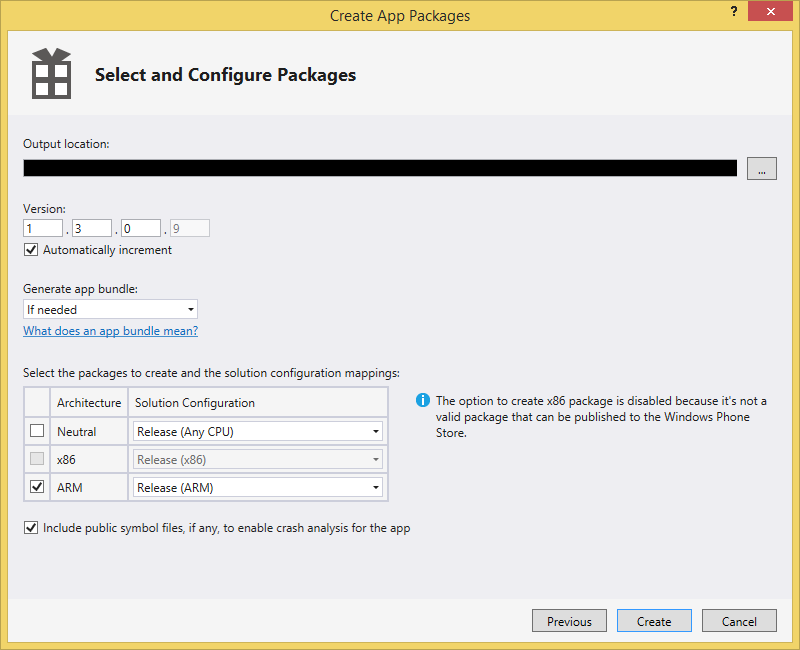 Create App Packages
?
Select and Configure Packages
Output location:
...
Version:
1 . 3 . 0 . 9
Automatically increment
Generate app bundle:
If needed
What does an app bundle mean?
Select the packages to create and the solution configuration mappings:
Architecture Solution Configuration
Neutral Release (Any CPU)
x86 Release (x86)
ARM Release (ARM)
The option to create x86 package is disabled because it's not a
valid package that can be published to the Windows Phone
Store.
Include public symbol files, if any, to enable crash analysis for the app
Previous Create Cancel